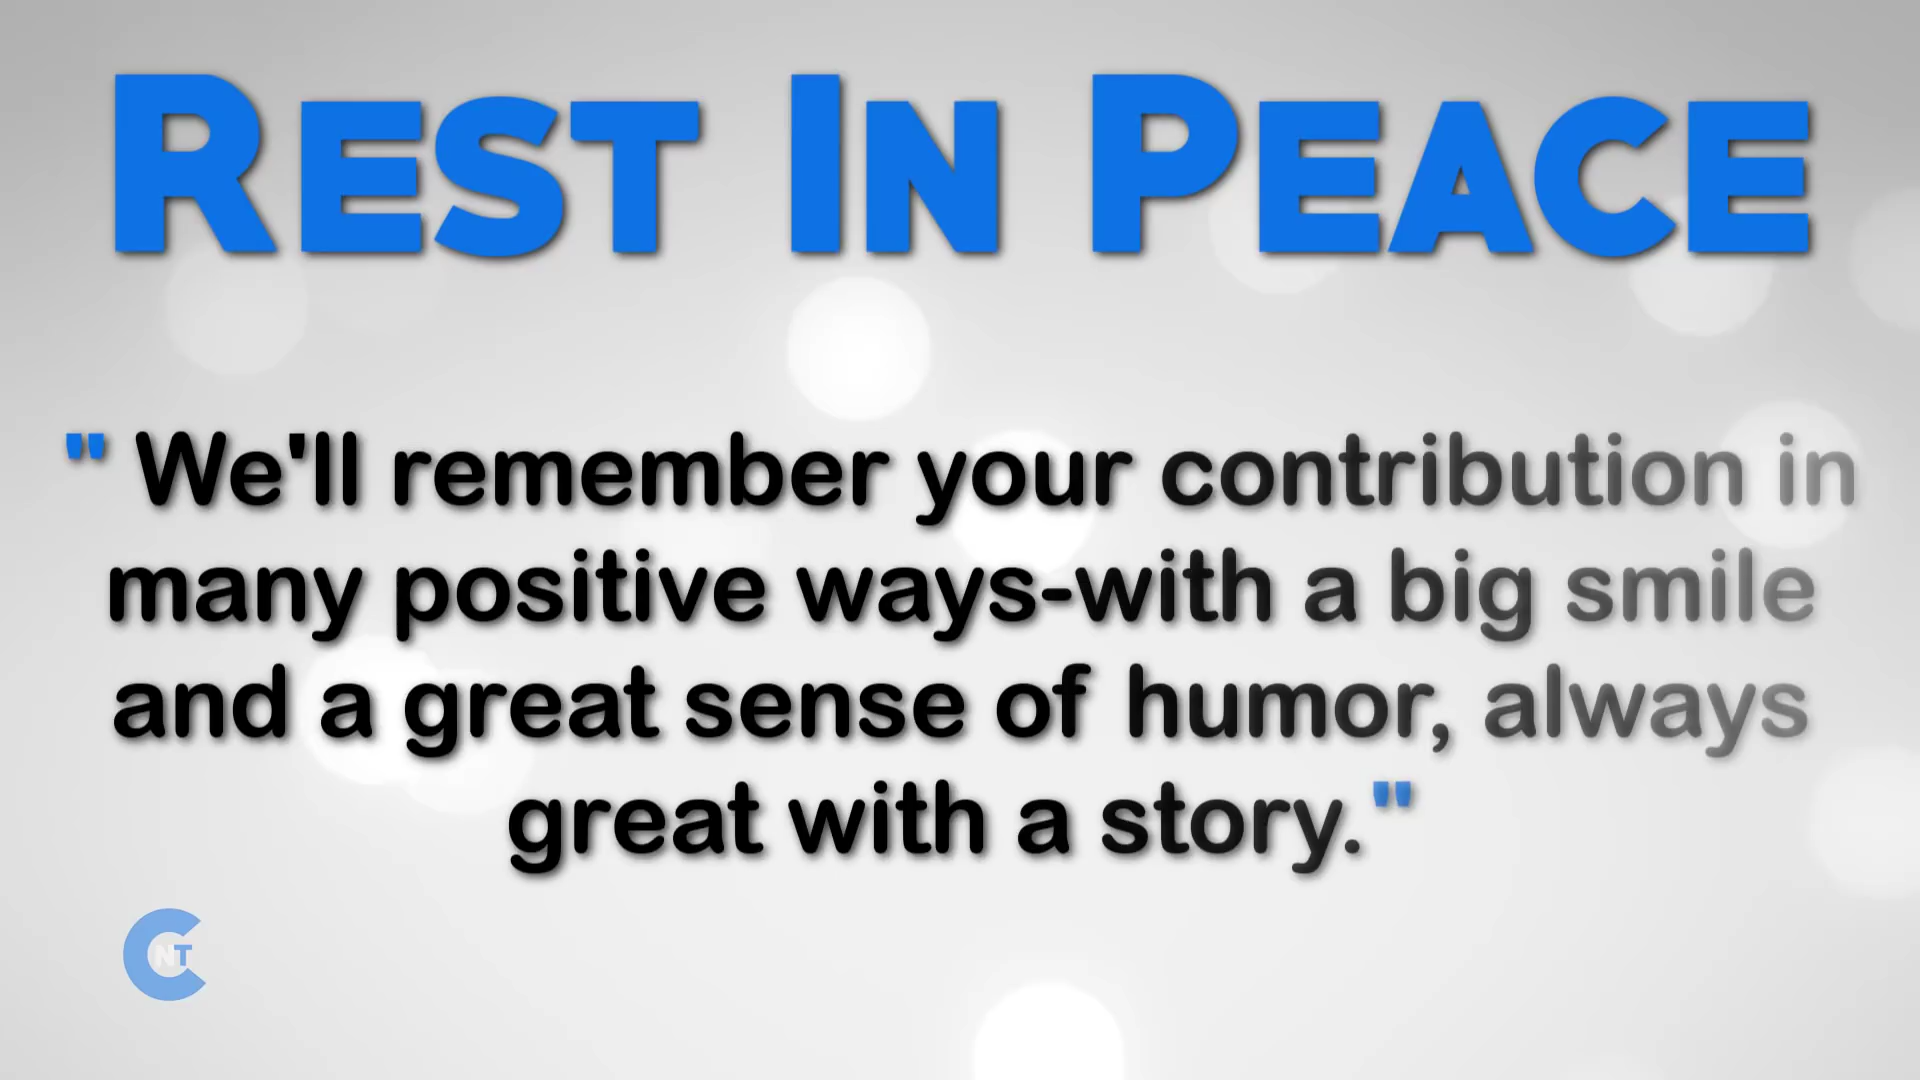 REST IN PEACE
" We'll remember your contribution in
many positive ways-with a big smile
and a great sense of humor, always
great with a story."
CNT